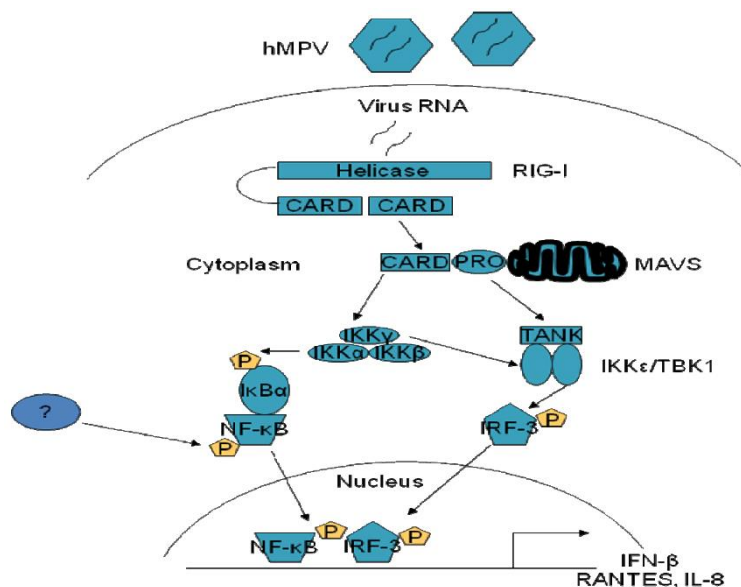 hMPV
Virus RNA
Helicase
RIG-I
CARD CARD
Cytoplasm
CARD PRO
MAVS
IKKγ
IKKα IKKβ
TANK
IKKε/TBK1
P
IκBα
?
NF-κB
P
IRF-3
P
Nucleus
NF-κB
P
IRF-3
P
IFN-β
RANTES, IL-8